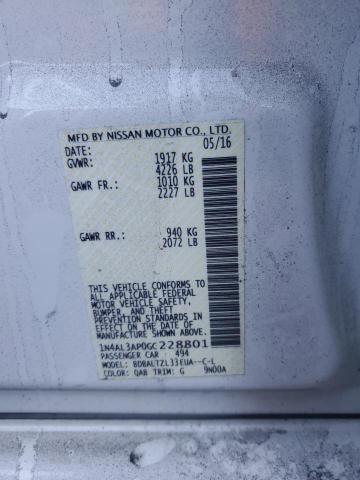 MFD BY NISSAN MOTOR CO., LTD.
DATE: 05/16
GVWR: 1917 KG
4226 LB
GAWR FR.: 1010 KG
2227 LB
GAWR RR.: 940 KG
2072 LB
THIS VEHICLE CONFORMS TO
ALL APPLICABLE FEDERAL
MOTOR VEHICLE SAFETY,
BUMPER, AND THEFT
PREVENTION STANDARDS IN
EFFECT ON THE DATE OF
MANUFACTURE SHOWN ABOVE.
1N4AL3AP0GC228801
PASSENGER CAR 494
MODEL: BDBALTZL33EUA--C-L
COLOR: QAB TRIM: G 9N00A